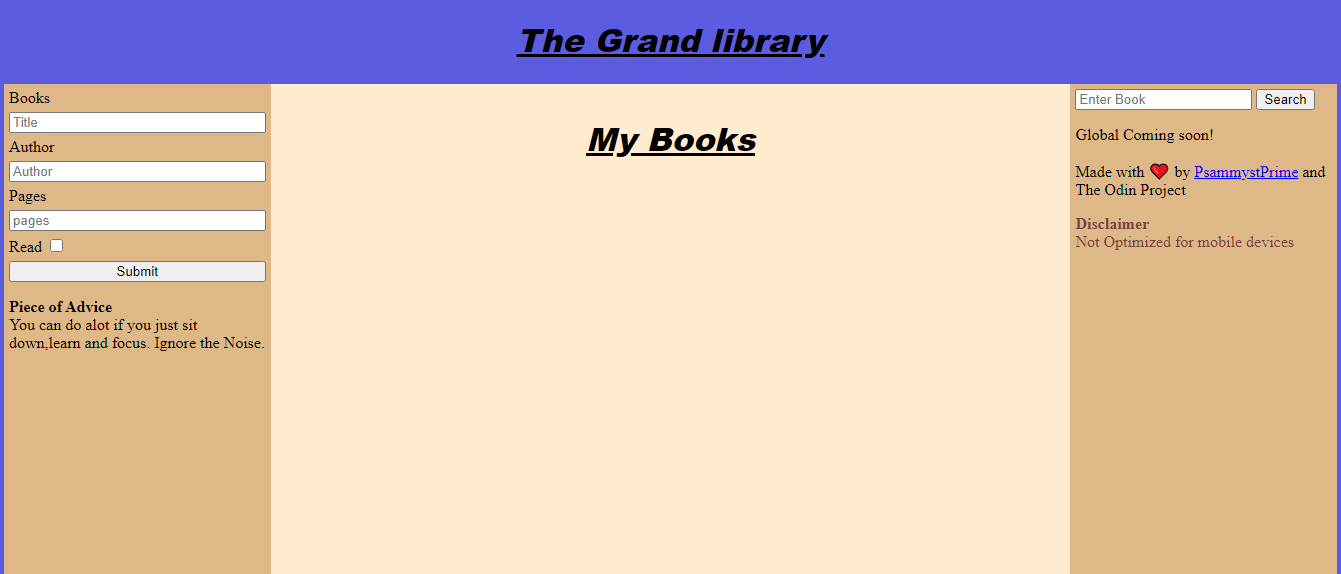 The Grand library
Books
Title
Author
Author
Pages
pages
Read
Submit
Piece of Advice
You can do alot if you just sit
down,learn and focus. Ignore the Noise.
My Books
Enter Book Search
Global Coming soon!
Made with ❤ by PsammystPrime and
The Odin Project
Disclaimer
Not Optimized for mobile devices